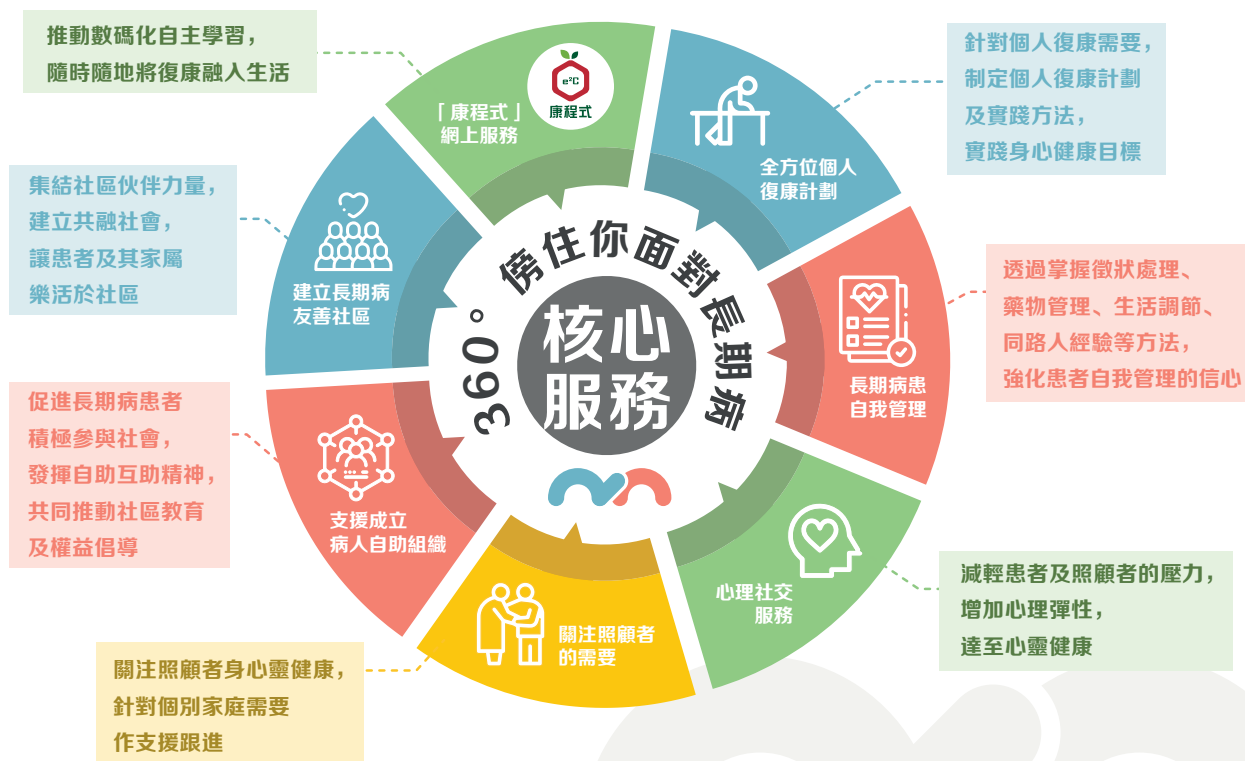 360°傍住你面對長期病
核心
服務
推動數碼化自主學習，
隨時隨地將復康融入生活
e²C
康程式
「康程式」
網上服務
全方位個人
復康計劃
針對個人復康需要，
制定個人復康計劃
及實踐方法，
實踐身心健康目標
長期病患
自我管理
透過掌握徵狀處理、
藥物管理、生活調節、
同路人經驗等方法，
強化患者自我管理的信心
心理社交
服務
減輕患者及照顧者的壓力，
增加心理彈性，
達至心靈健康
關注照顧者
的需要
關注照顧者身心靈健康，
針對個別家庭需要
作支援跟進
支援成立
病人自助組織
促進長期病患者
積極參與社會，
發揮自助互助精神，
共同推動社區教育
及權益倡導
建立長期病
友善社區
集結社區伙伴力量，
建立共融社會，
讓患者及其家屬
樂活於社區